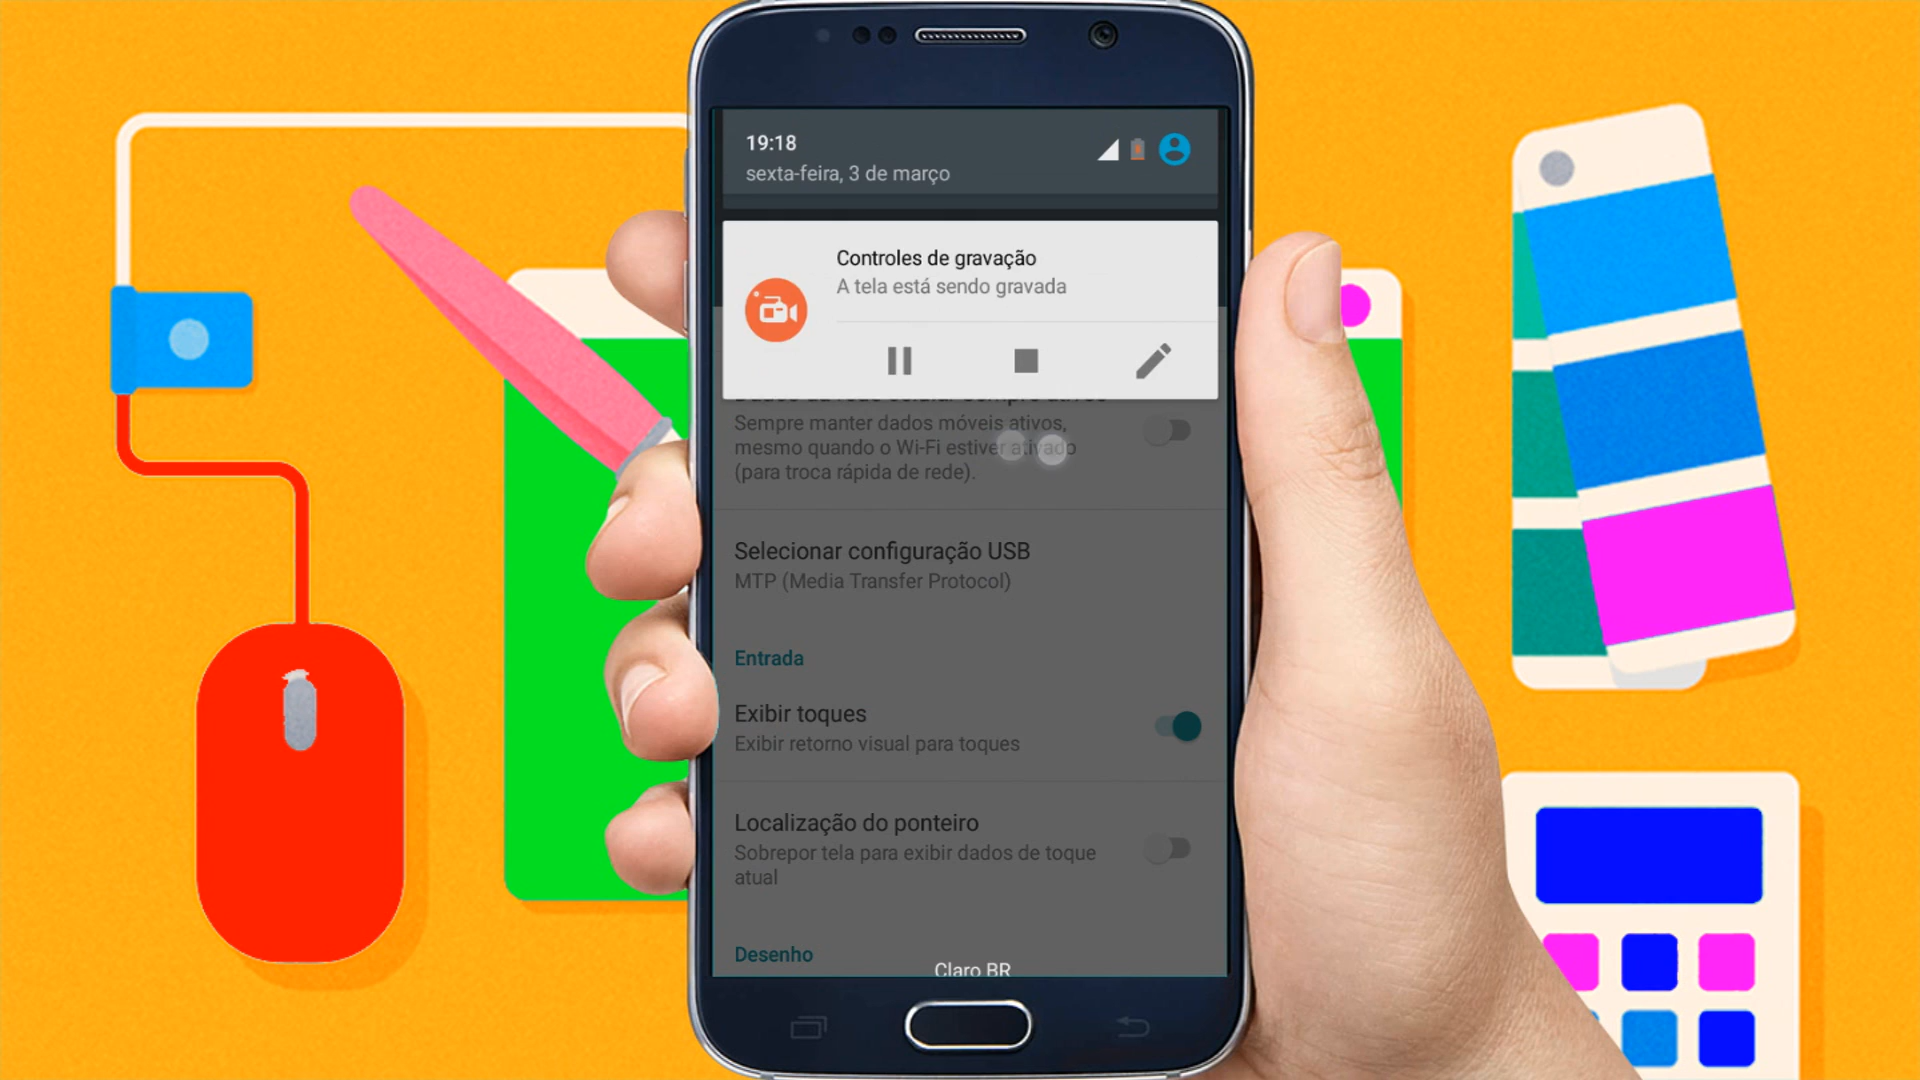 19:18
sexta-feira, 3 de março
Controles de gravação
A tela está sendo gravada
Sempre manter dados móveis ativos,
mesmo quando o Wi-Fi estiver ativado
(para troca rápida de rede).
Selecionar configuração USB
MTP (Media Transfer Protocol)
Entrada
Exibir toques
Exibir retorno visual para toques
Localização do ponteiro
Sobrepor tela para exibir dados de toque
atual
Desenho
Claro BR